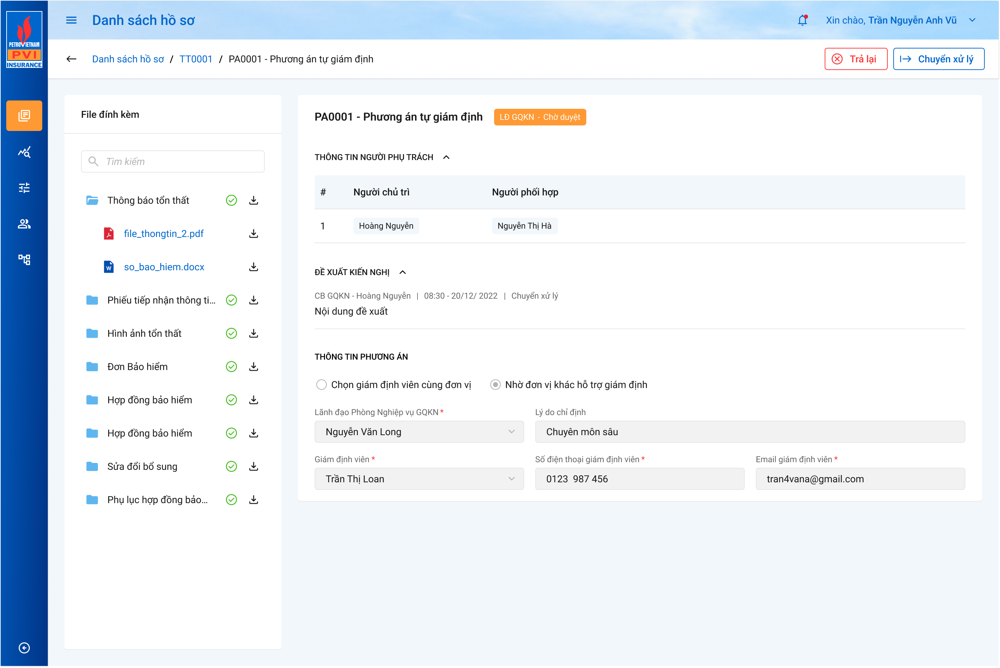 PETROVIETNAM
PVI
INSURANCE
Danh sách hồ sơ
Xin chào, Trần Nguyễn Anh Vũ
Danh sách hồ sơ / TT0001 / PA0001 - Phương án tự giám định
Trả lại
Chuyển xử lý
File đính kèm
Tìm kiếm
Thông báo tổn thất
file_thongtin_2.pdf
so_bao_hiem.docx
Phiếu tiếp nhận thông ti...
Hình ảnh tổn thất
Đơn Bảo hiểm
Hợp đồng bảo hiểm
Hợp đồng bảo hiểm
Sửa đổi bổ sung
Phụ lục hợp đồng bảo...
PA0001 - Phương án tự giám định
LĐ GQKN - Chờ duyệt
THÔNG TIN NGƯỜI PHỤ TRÁCH
# Người chủ trì Người phối hợp
1 Hoàng Nguyễn Nguyễn Thị Hà
ĐỀ XUẤT KIẾN NGHỊ
CB GQKN - Hoàng Nguyễn | 08:30 - 20/12/ 2022 | Chuyển xử lý
Nội dung đề xuất
THÔNG TIN PHƯƠNG ÁN
Chọn giám định viên cùng đơn vị
Nhờ đơn vị khác hỗ trợ giám định
Lãnh đạo Phòng Nghiệp vụ GQKN *
Nguyễn Văn Long
Lý do chỉ định
Chuyên môn sâu
Giám định viên *
Trần Thị Loan
Số điện thoại giám định viên *
0123 987 456
Email giám định viên *
tran4vana@gmail.com